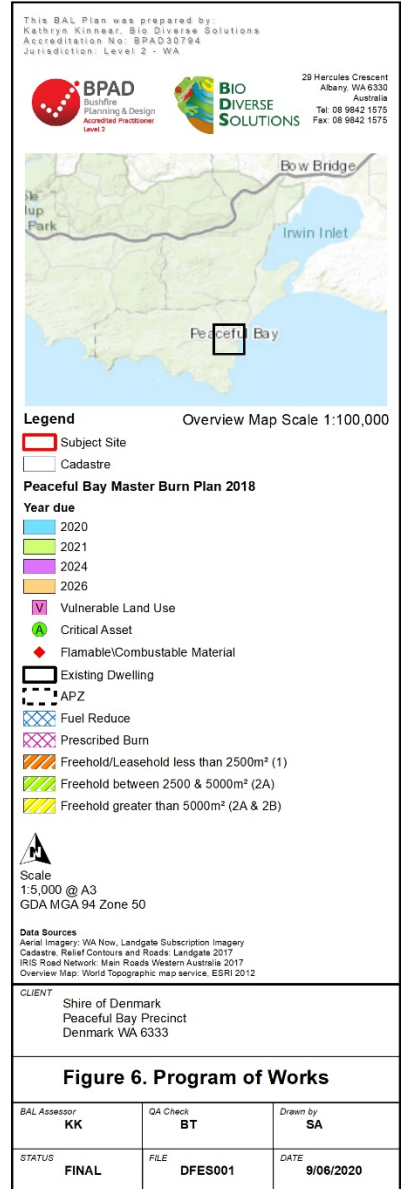 This BAL Plan was prepared by:
Kathryn Kinnear, Bio Diverse Solutions
Accreditation No: BPAD30794
Jurisdiction: Level 2 - WA
BPAD
Bushfire
Planning & Design
Accredited Practitioner
Level 2
BIO
DIVERSE
SOLUTIONS
29 Hercules Crescent
Albany, WA 6330
Australia
Tel: 08 9842 1575
Fax: 08 9842 1575
Bow Bridge
lup
Park
Irwin Inlet
Peaceful Bay
Legend
Overview Map Scale 1:100,000
Subject Site
Cadastre
Peaceful Bay Master Burn Plan 2018
Year due
2020
2021
2024
2026
V Vulnerable Land Use
A Critical Asset
Flamable\Combustable Material
Existing Dwelling
APZ
Fuel Reduce
Prescribed Burn
Freehold/Leasehold less than 2500m² (1)
Freehold between 2500 & 5000m² (2A)
Freehold greater than 5000m² (2A & 2B)
N
Scale
1:5,000 @ A3
GDA MGA 94 Zone 50
Data Sources
Aerial Imagery: WA Now, Landgate Subscription Imagery
Cadastre, Relief Contours and Roads: Landgate 2017
IRIS Road Network: Main Roads Western Australia 2017
Overview Map: World Topographic map service, ESRI 2012
CLIENT
Shire of Denmark
Peaceful Bay Precinct
Denmark WA 6333
Figure 6. Program of Works
BAL Assessor
KK
QA Check
BT
Drawn by
SA
STATUS
FINAL
FILE
DFES001
DATE
9/06/2020